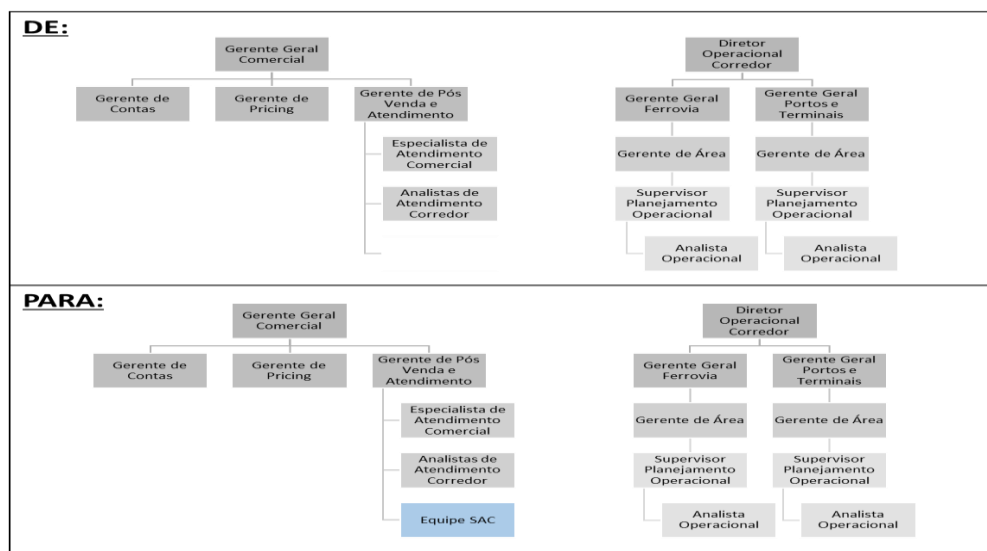 DE:
Gerente Geral
Comercial
Gerente de
Contas
Gerente de
Pricing
Gerente de Pós
Venda e
Atendimento
Especialista de
Atendimento
Comercial
Analistas de
Atendimento
Corredor
Diretor
Operacional
Corredor
Gerente Geral
Ferrovia
Gerente Geral
Portos e
Terminais
Gerente de Área
Gerente de Área
Supervisor
Planejamento
Operacional
Supervisor
Planejamento
Operacional
Analista
Operacional
Analista
Operacional
PARA:
Gerente Geral
Comercial
Gerente de
Contas
Gerente de
Pricing
Gerente de Pós
Venda e
Atendimento
Especialista de
Atendimento
Comercial
Analistas de
Atendimento
Corredor
Equipe SAC
Diretor
Operacional
Corredor
Gerente Geral
Ferrovia
Gerente Geral
Portos e
Terminais
Gerente de Área
Gerente de Área
Supervisor
Planejamento
Operacional
Supervisor
Planejamento
Operacional
Analista
Operacional
Analista
Operacional